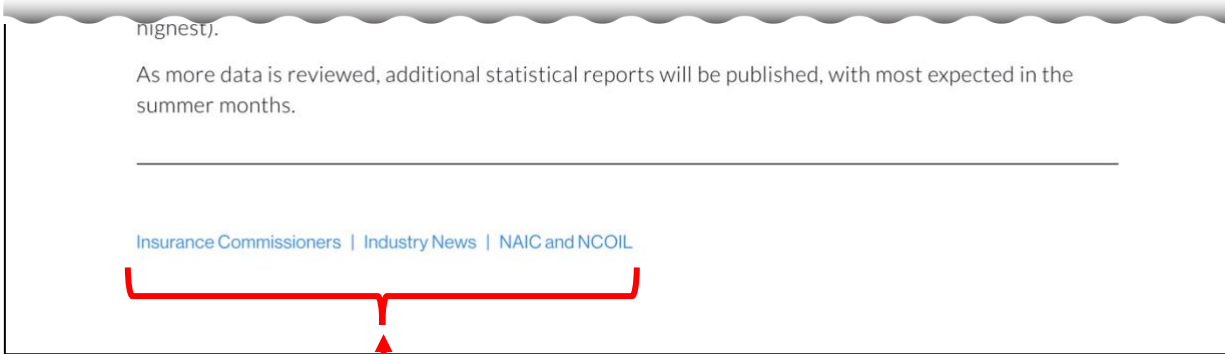 highest).
As more data is reviewed, additional statistical reports will be published, with most expected in the
summer months.
Insurance Commissioners | Industry News | NAIC and NCOIL